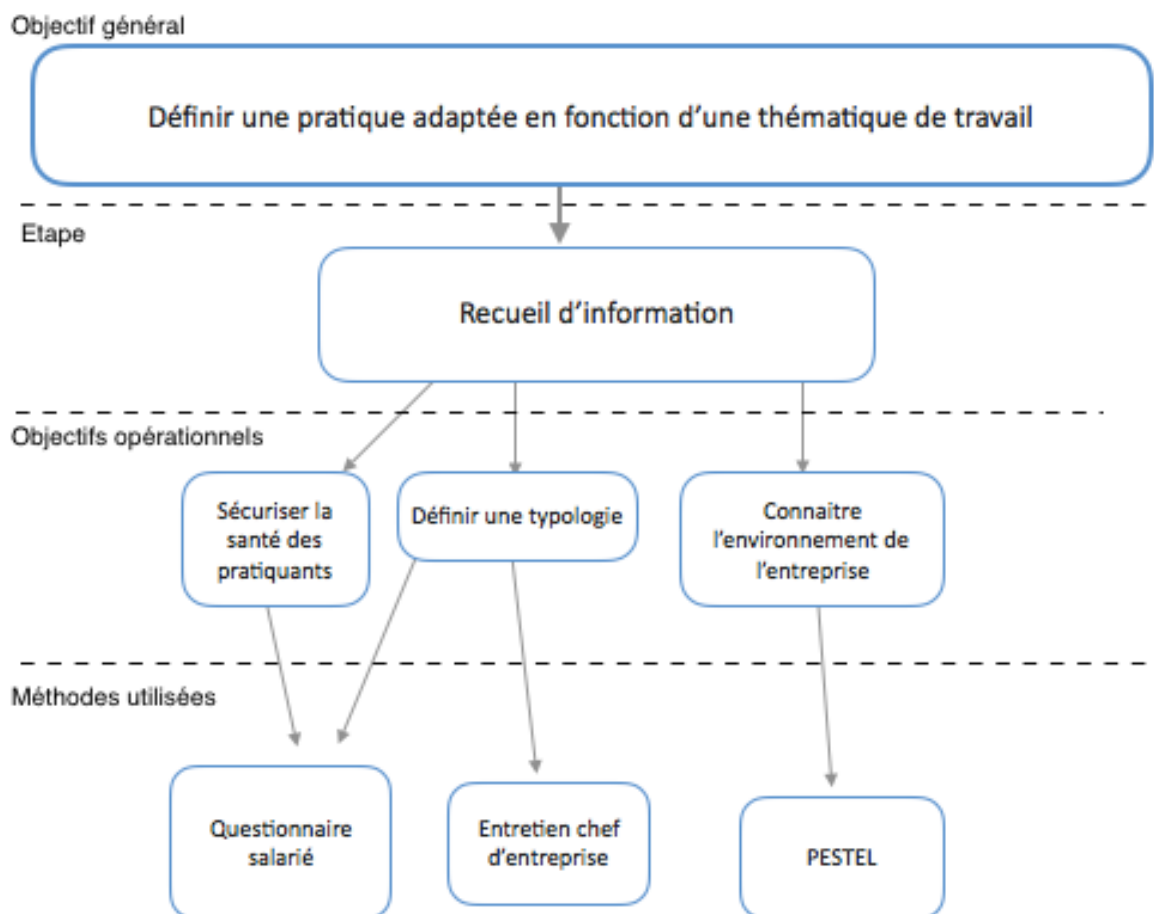 Objectif général
Définir une pratique adaptée en fonction d’une thématique de travail
Etape
Recueil d’information
Objectifs opérationnels
Sécuriser la
santé des
pratiquants
Définir une typologie
Connaitre
l’environnement de
l’entreprise
Méthodes utilisées
Questionnaire
salarié
Entretien chef
d’entreprise
PESTEL